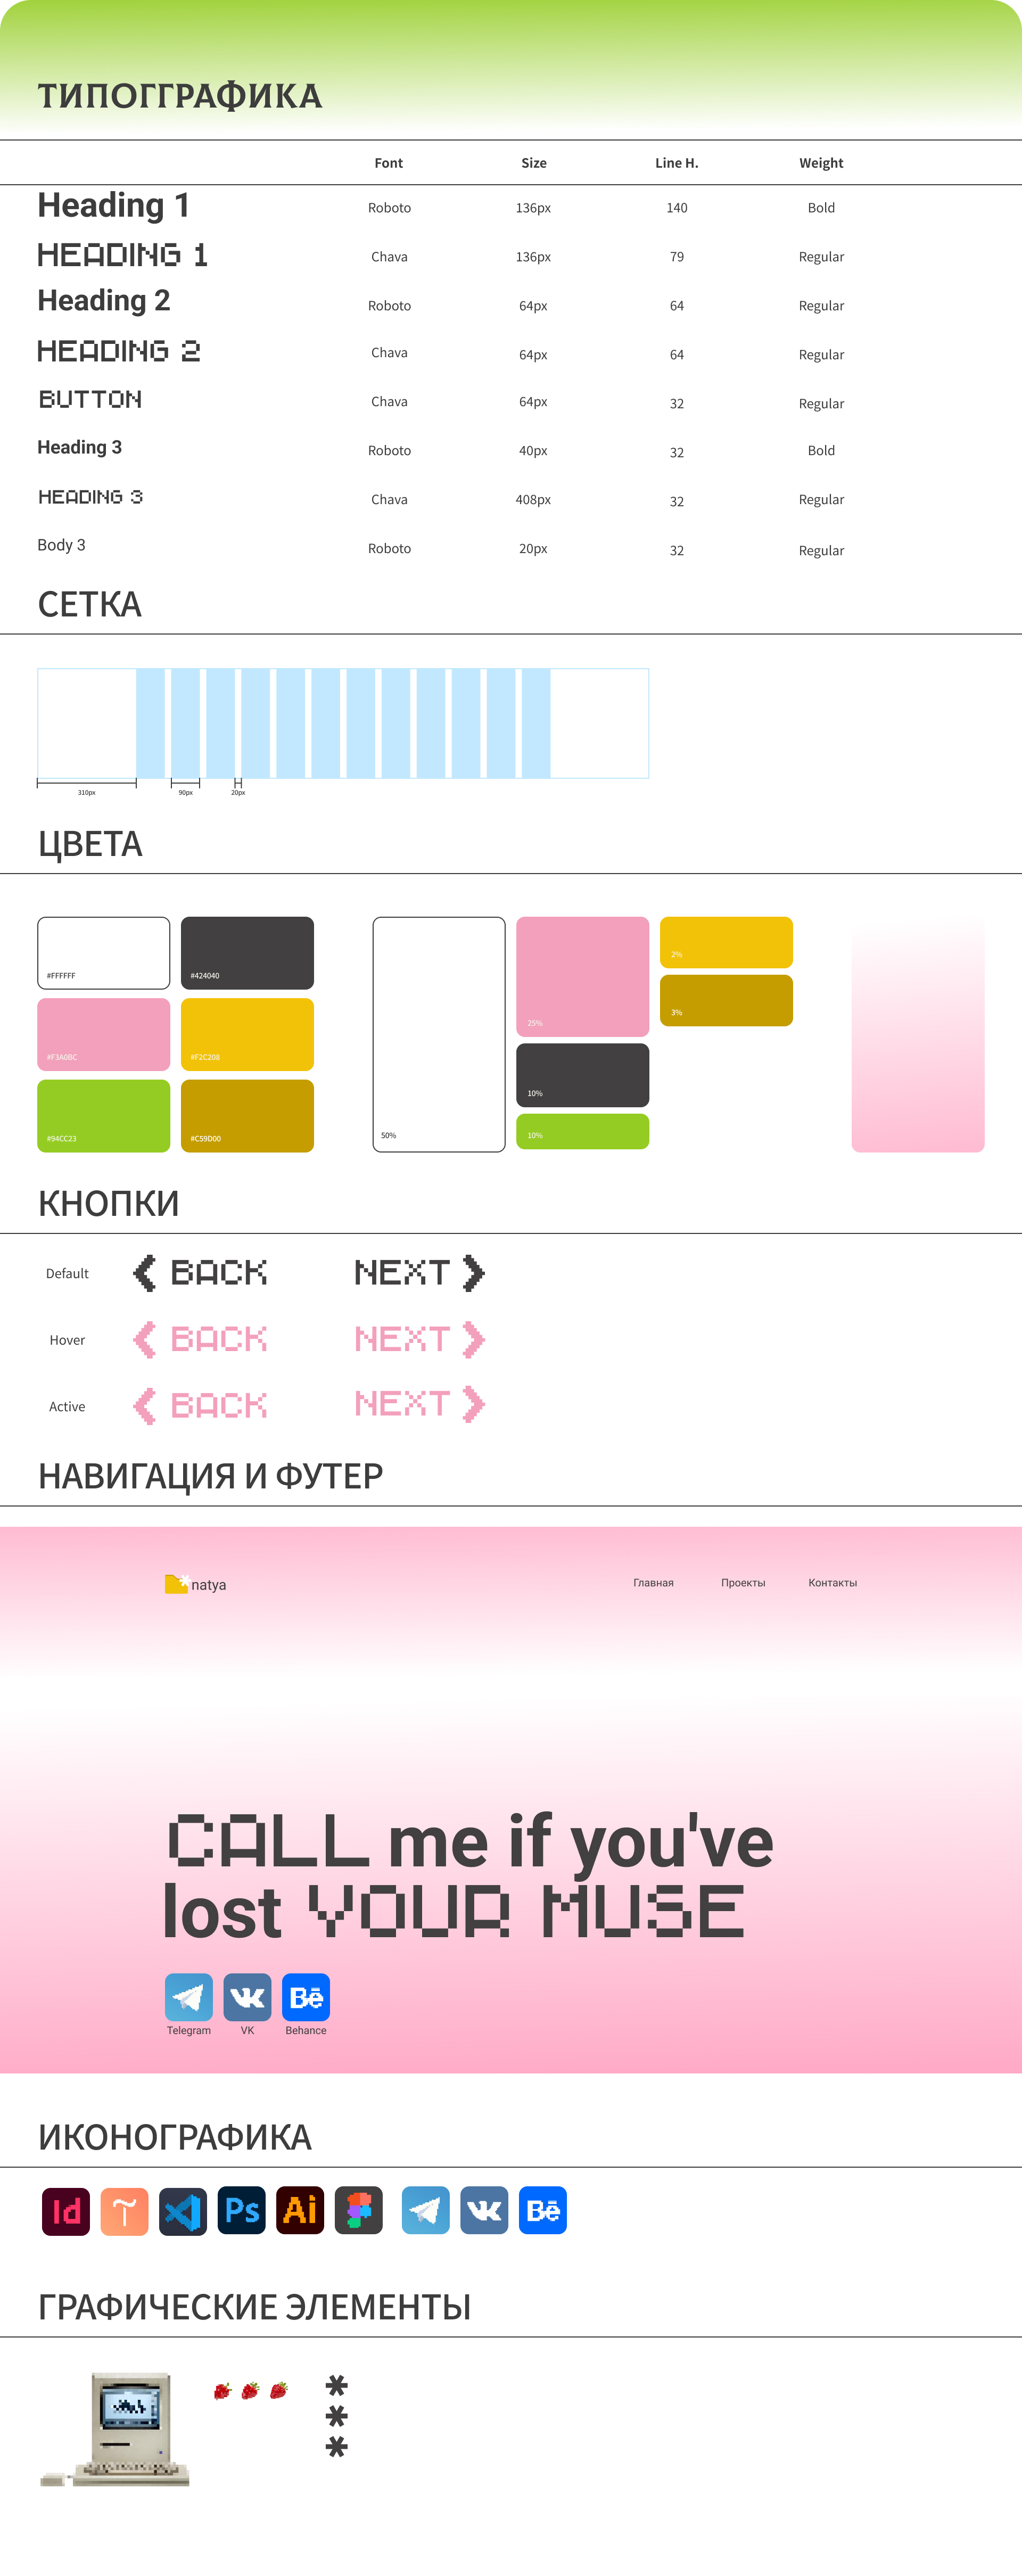 ТИПОГГРАФИКА
Font Size Line H. Weight
Heading 1 Roboto 136px 140 Bold
HEADING 1 Chava 136px 79 Regular
Heading 2 Roboto 64px 64 Regular
HEADING 2 Chava 64px 64 Regular
BUTTON Chava 64px 32 Regular
Heading 3 Roboto 40px 32 Bold
HEADING 3 Chava 408px 32 Regular
Body 3 Roboto 20px 32 Regular
СЕТКА
310px 90px 20px
ЦВЕТА
#FFFFFF #424040
#F3A0BC #F2C208
#94CC23 #C59D00
50%
25%
10%
10%
2%
3%
КНОПКИ
Default BACK NEXT
Hover BACK NEXT
Active BACK NEXT
НАВИГАЦИЯ И ФУТЕР
natya Главная Проекты Контакты
CALL me if you've
lost YOUR MUSE
Bē
Telegram VK Behance
ИКОНОГРАФИКА
Id Ps Ai Bē
ГРАФИЧЕСКИЕ ЭЛЕМЕНТЫ